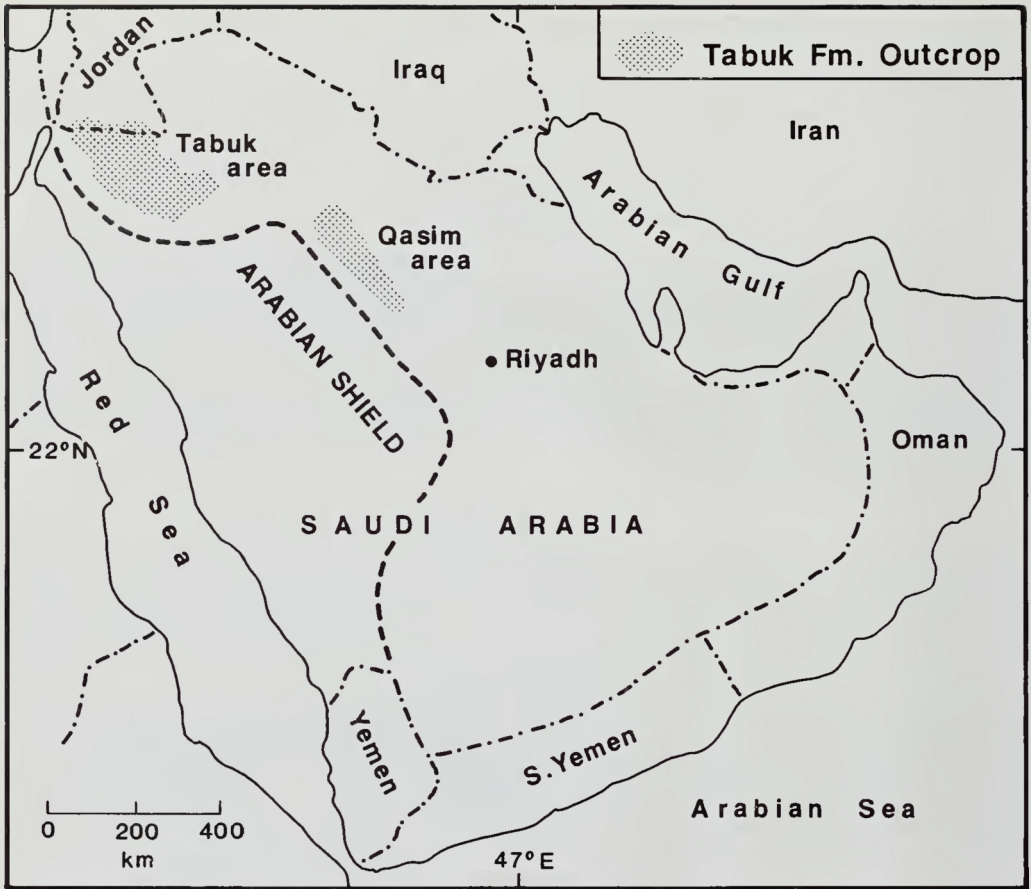 Jordan
Iraq
Tabuk Fm. Outcrop
Iran
Tabuk
area
Arabian Gulf
Qasim
area
ARABIAN SHIELD
Riyadh
Red Sea
22°N
Oman
SAUDI ARABIA
Yemen
S.Yemen
Arabian Sea
0 200 400
km
47°E